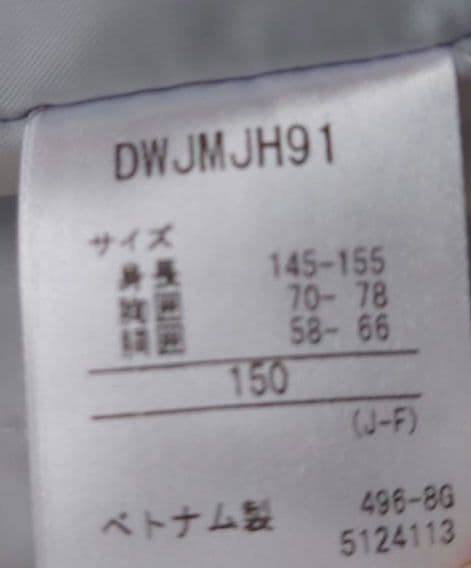 DWJMJH91
サイズ
身長 145-155
胸囲 70- 78
胴囲 58- 66
150
(J-F)
ベトナム製 496-8G
5124113